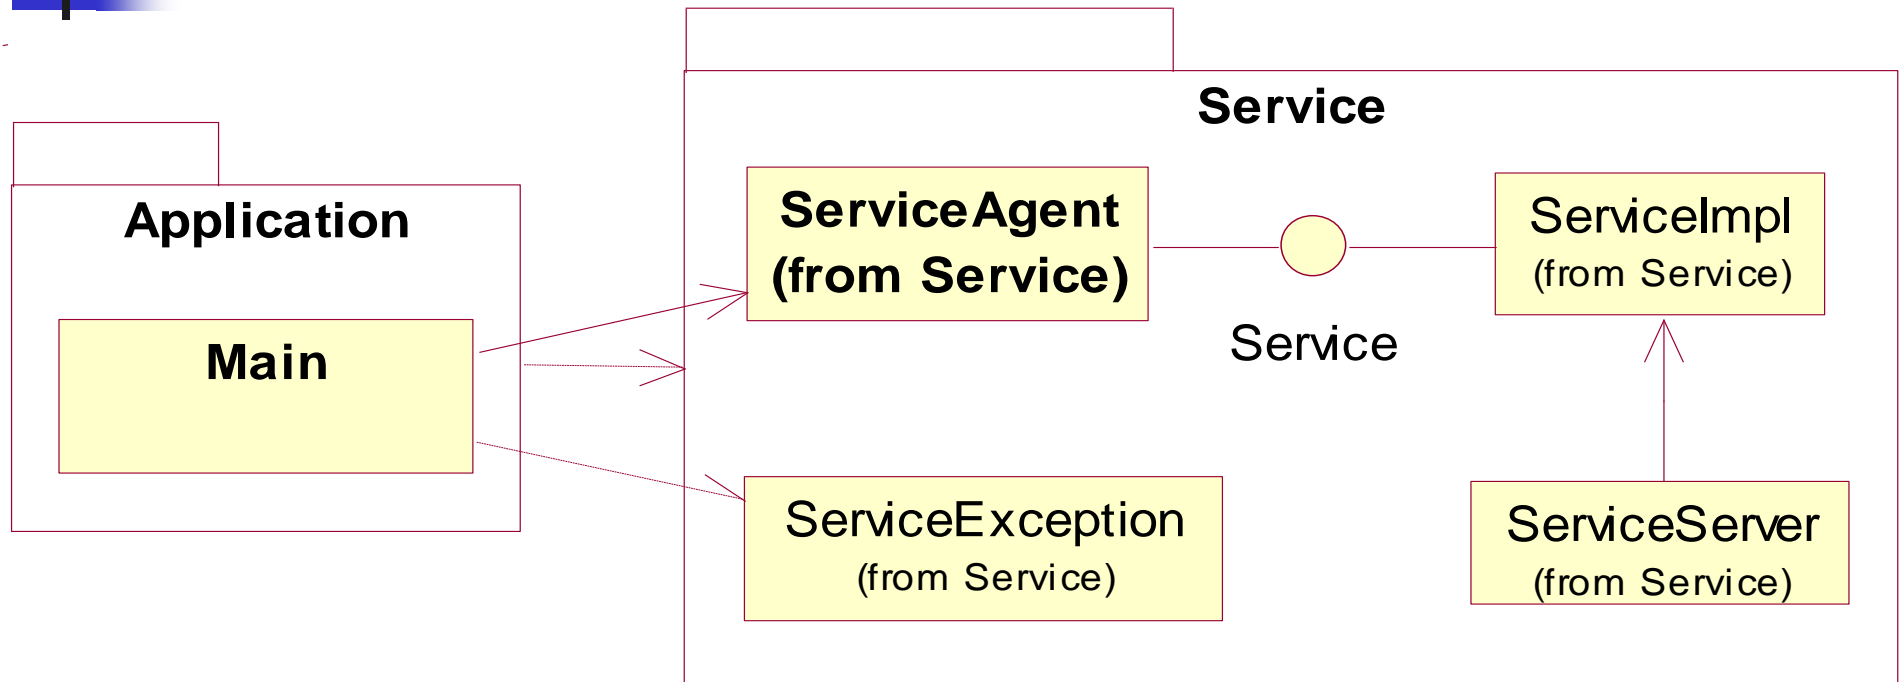 Service
Application
ServiceAgent
(from Service)
ServiceImpl
(from Service)
Main
Service
ServiceException
(from Service)
ServiceServer
(from Service)